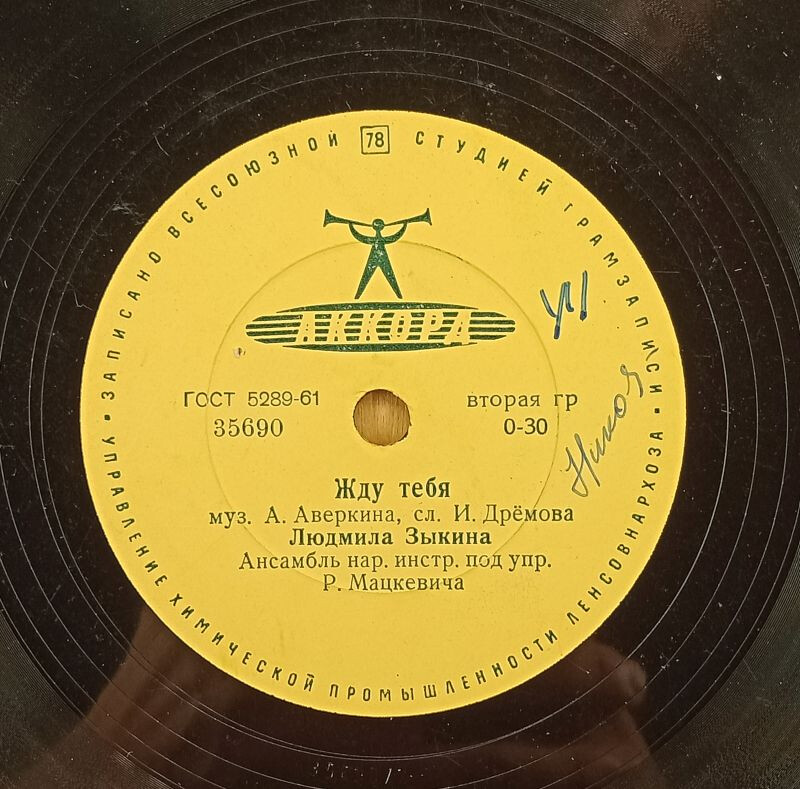 ЗАПИСАНО ВСЕСОЮЗНОЙ 78 СТУДИЕЙ ГРАМЗАПИСИ
АККОРД
ГОСТ 5289-61
вторая гр
35690
0-30
Жду тебя
муз. А. Аверкина, сл. И. Дрёмова
Людмила Зыкина
Ансамбль нар. инстр. под упр.
Р. Мацкевича
УПРАВЛЕНИЕ ХИМИЧЕСКОЙ ПРОМЫШЛЕННОСТИ ЛЕНСОВНАРХОЗА